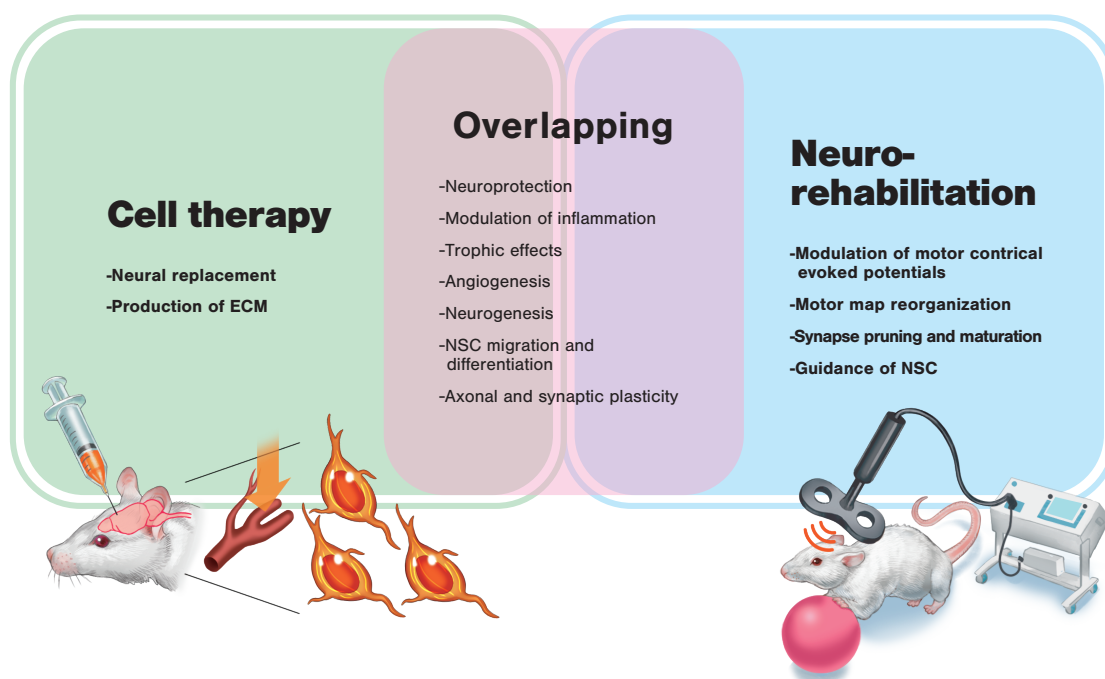 Cell therapy
-Neural replacement
-Production of ECM
Overlapping
-Neuroprotection
-Modulation of inflammation
-Trophic effects
-Angiogenesis
-Neurogenesis
-NSC migration and
differentiation
-Axonal and synaptic plasticity
Neuro-
rehabilitation
-Modulation of motor contrical
evoked potentials
-Motor map reorganization
-Synapse pruning and maturation
-Guidance of NSC